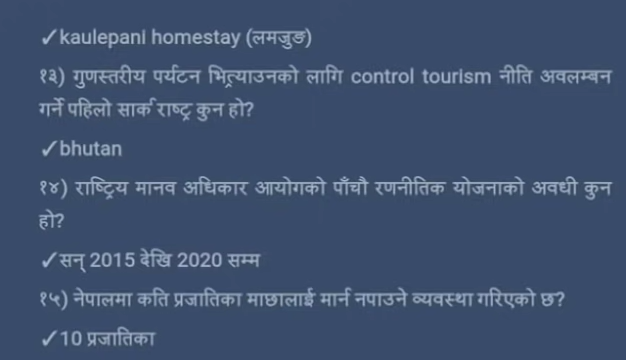 ✓kaulepani homestay (लमजुङ)
१३) गुणस्तरीय पर्यटन भित्र्याउनको लागि control tourism नीति अवलम्बन
गर्ने पहिलो सार्क राष्ट्र कुन हो?
✓bhutan
१४) राष्ट्रिय मानव अधिकार आयोगको पाँचौ रणनीतिक योजनाको अवधी कुन
हो?
✓सन् 2015 देखि 2020 सम्म
१५) नेपालमा कति प्रजातिका माछालाई मार्न नपाउने व्यवस्था गरिएको छ?
✓10 प्रजातिका